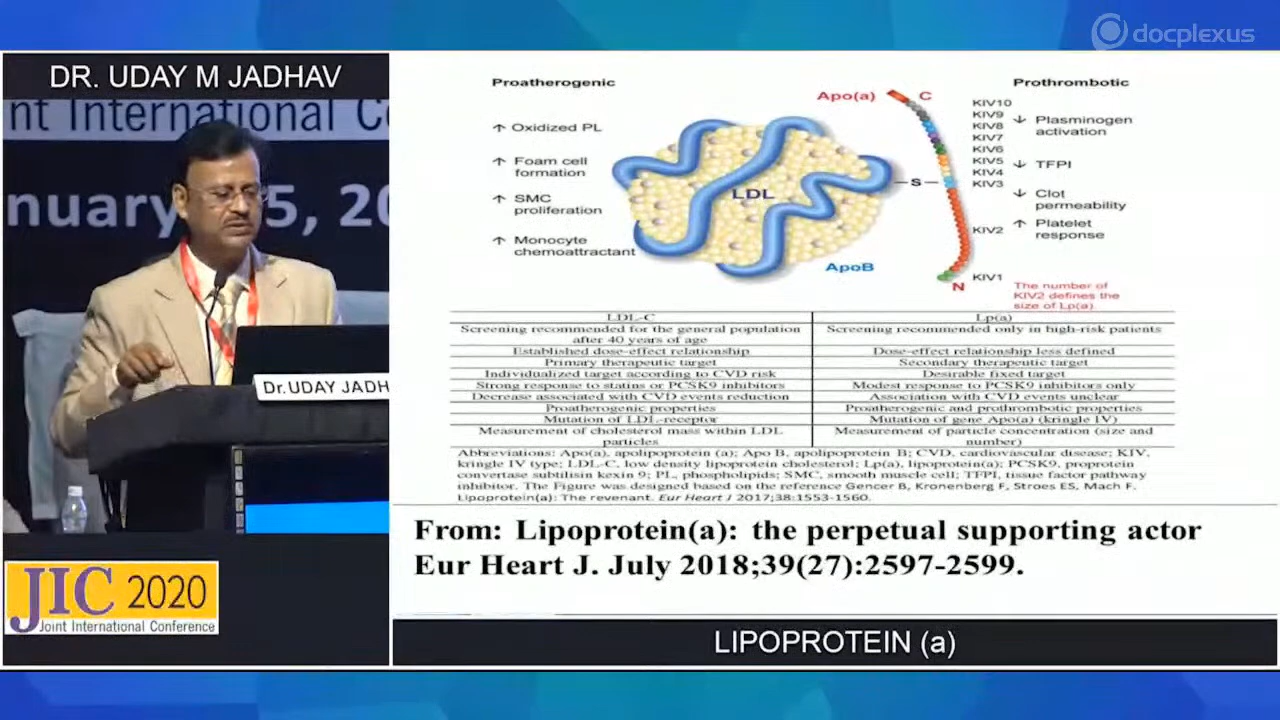 docplexus
DR. UDAY M JADHAV
nt International Co
nuary
5, 20
Dr.UDAY JADH
JIC 2020
Joint International Conference
Proatherogenic
↑ Oxidized PL
↑ Foam cell
formation
↑ SMC
proliferation
↑ Monocyte
chemoattractant
LDL
ApoB
Apo(a)
C
S
N
KIV10
KIV9
KIV8
KIV7
KIV6
KIV5
KIV4
KIV3
KIV2
KIV1
Prothrombotic
↓ Plasminogen
activation
↓ TFPI
↓ Clot
permeability
↑ Platelet
response
The number of
KIV2 defines the
size of Lp(a).
LDL-C Lp(a)
Screening recommended for the general population
after 40 years of age
Screening recommended only in high-risk patients
Established dose-effect relationship Dose-effect relationship less defined
Primary therapeutic target Secondary therapeutic target
Individualized target according to CVD risk Desirable fixed target
Strong response to statins or PCSK9 inhibitors Modest response to PCSK9 inhibitors only
Decrease associated with CVD events reduction Association with CVD events unclear
Proatherogenic properties Proatherogenic and prothrombotic properties
Mutation of LDL-receptor Mutation of gene Apo(a) (kringle IV)
Measurement of cholesterol mass within LDL
particles
Measurement of particle concentration (size and
number)
Abbreviations: Apo(a), apolipoprotein (a); Apo B, apolipoprotein B; CVD, cardiovascular disease; KIV,
kringle IV type; LDL-C, low density lipoprotein cholesterol; Lp(a), lipoprotein(a); PCSK9, proprotein
convertase subtilisin kexin 9; PL, phospholipids; SMC, smooth muscle cell; TFPI, tissue factor pathway
inhibitor. The Figure was designed based on the reference Gencer B, Kronenberg F, Stroes ES, Mach F.
Lipoprotein(a): The revenant. Eur Heart J 2017;38:1553-1560.
From: Lipoprotein(a): the perpetual supporting actor
Eur Heart J. July 2018;39(27):2597-2599.
LIPOPROTEIN (a)